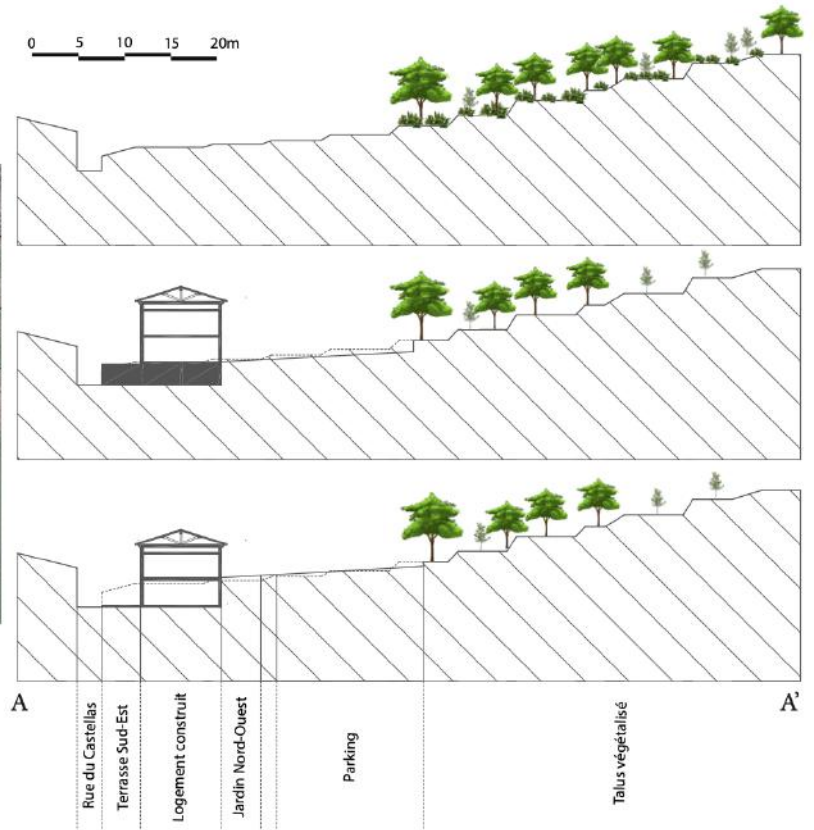 0 5 10 15 20m
A A'
Rue du Castellas
Terrasse Sud-Est
Logement construit
Jardin Nord-Ouest
Parking
Talus végétalisé